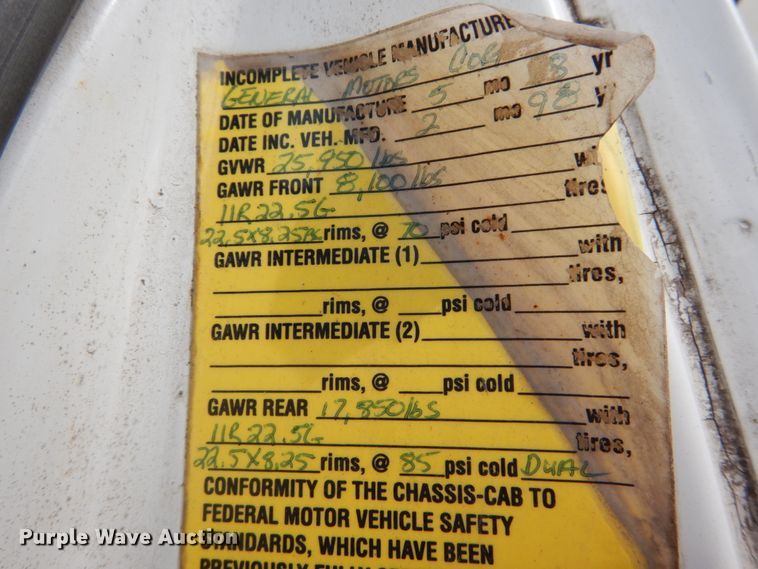 INCOMPLETE VEHICLE MANUFACTURE
GENERAL MOTORS CORP
DATE OF MANUFACTURE 5 mo 98 yr
DATE INC. VEH. MFD. 2 mo 98 y
GVWR 25,950 lbs
GAWR FRONT 8,100 lbs wi
11R22.5G tires
22.5x8.25 rims, @ 70 psi cold
GAWR INTERMEDIATE (1) with
tires,
rims, @ psi cold
GAWR INTERMEDIATE (2) with
tires,
rims, @ psi cold
GAWR REAR 17,850 lbs with
11R22.5G tires,
22.5x8.25 rims, @ 85 psi cold DUAL
CONFORMITY OF THE CHASSIS-CAB TO
FEDERAL MOTOR VEHICLE SAFETY
STANDARDS, WHICH HAVE BEEN
Purple Wave Auction